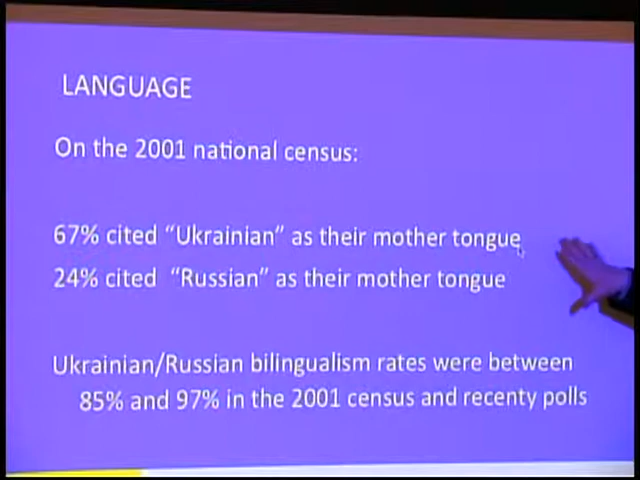 LANGUAGE
On the 2001 national census:
67% cited “Ukrainian” as their mother tongue
24% cited “Russian” as their mother tongue
Ukrainian/Russian bilingualism rates were between
85% and 97% in the 2001 census and recenty polls